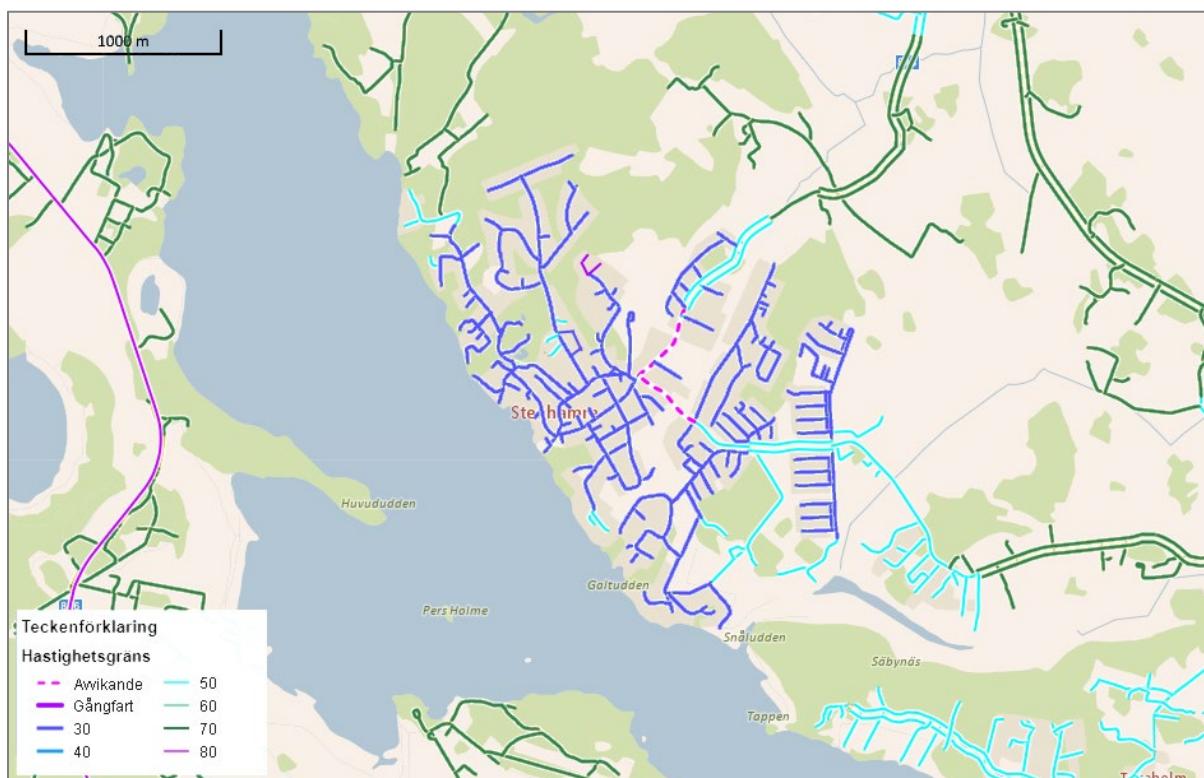 1000 m
Huvududden
Galtudden
Pers Holme
Snåludden
Säbynäs
Tappen
Teckenförklaring
Hastighetsgräns
Avvikande
Gångfart
30
40
50
60
70
80